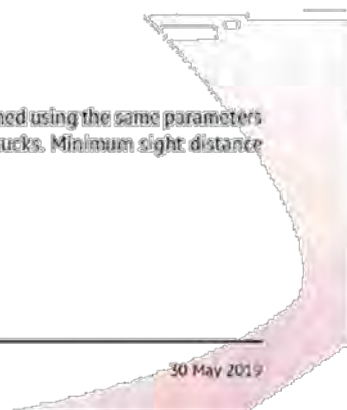 ned using the same parameters
ucks. Minimum sight distance
30 May 2019